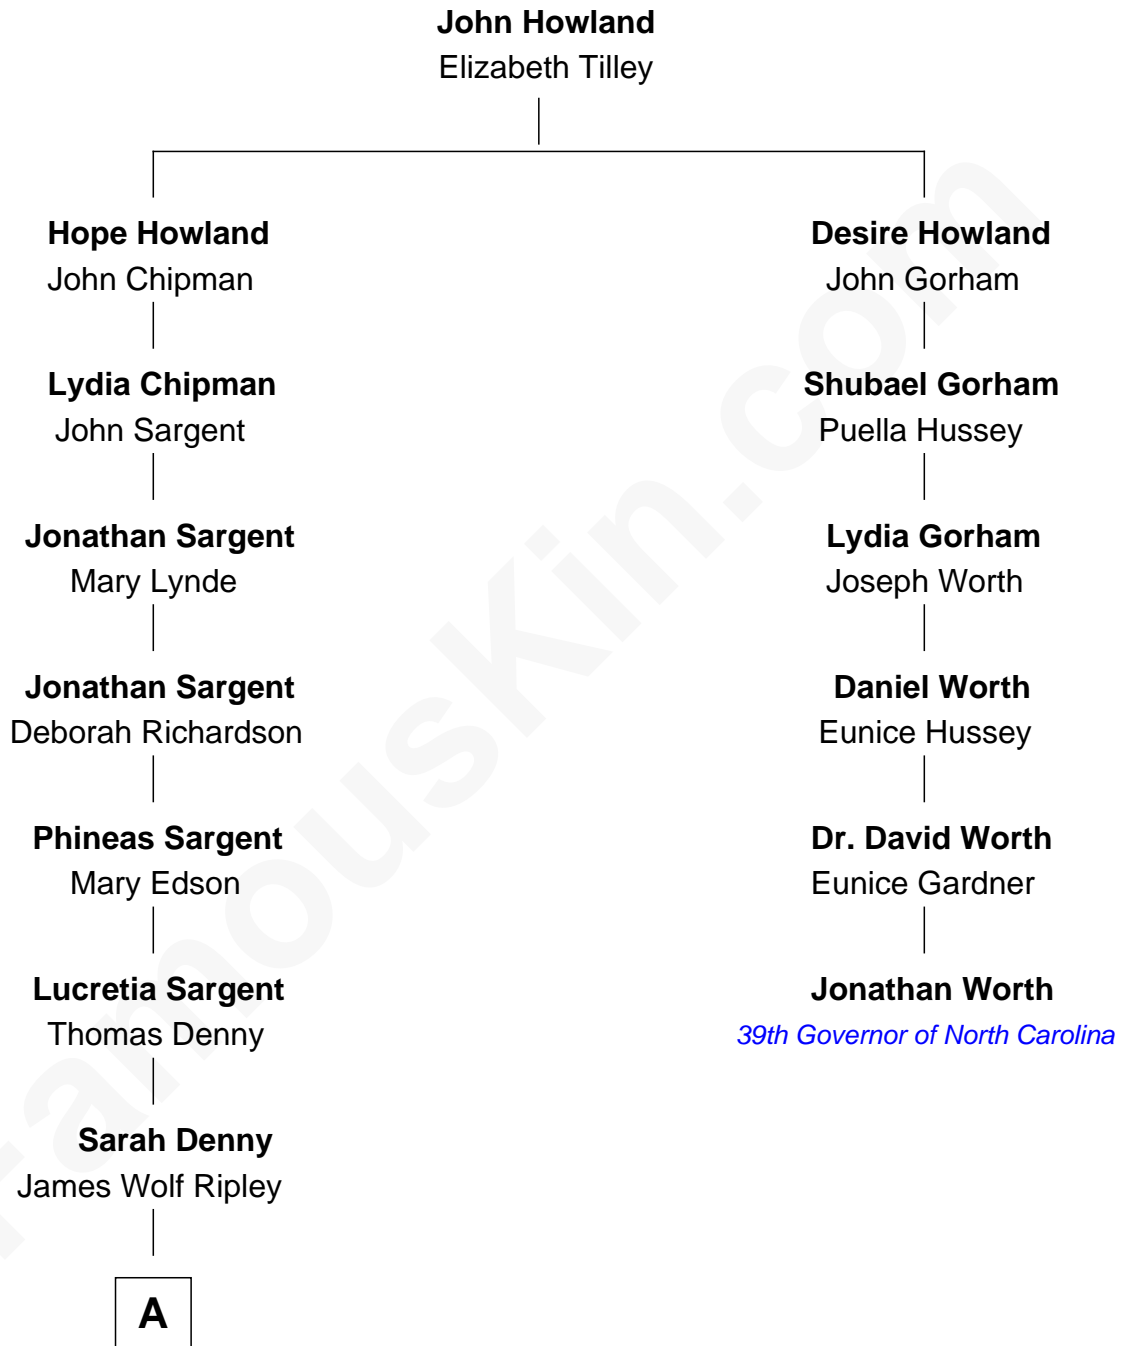 John Howland
Elizabeth Tilley
Hope Howland
John Chipman
Desire Howland
John Gorham
Lydia Chipman
John Sargent
Shubael Gorham
Puella Hussey
Jonathan Sargent
Mary Lynde
Lydia Gorham
Joseph Worth
Jonathan Sargent
Deborah Richardson
Daniel Worth
Eunice Hussey
Phineas Sargent
Mary Edson
Dr. David Worth
Eunice Gardner
Lucretia Sargent
Thomas Denny
Jonathan Worth
39th Governor of North Carolina
Sarah Denny
James Wolf Ripley
A
FamousKin.com